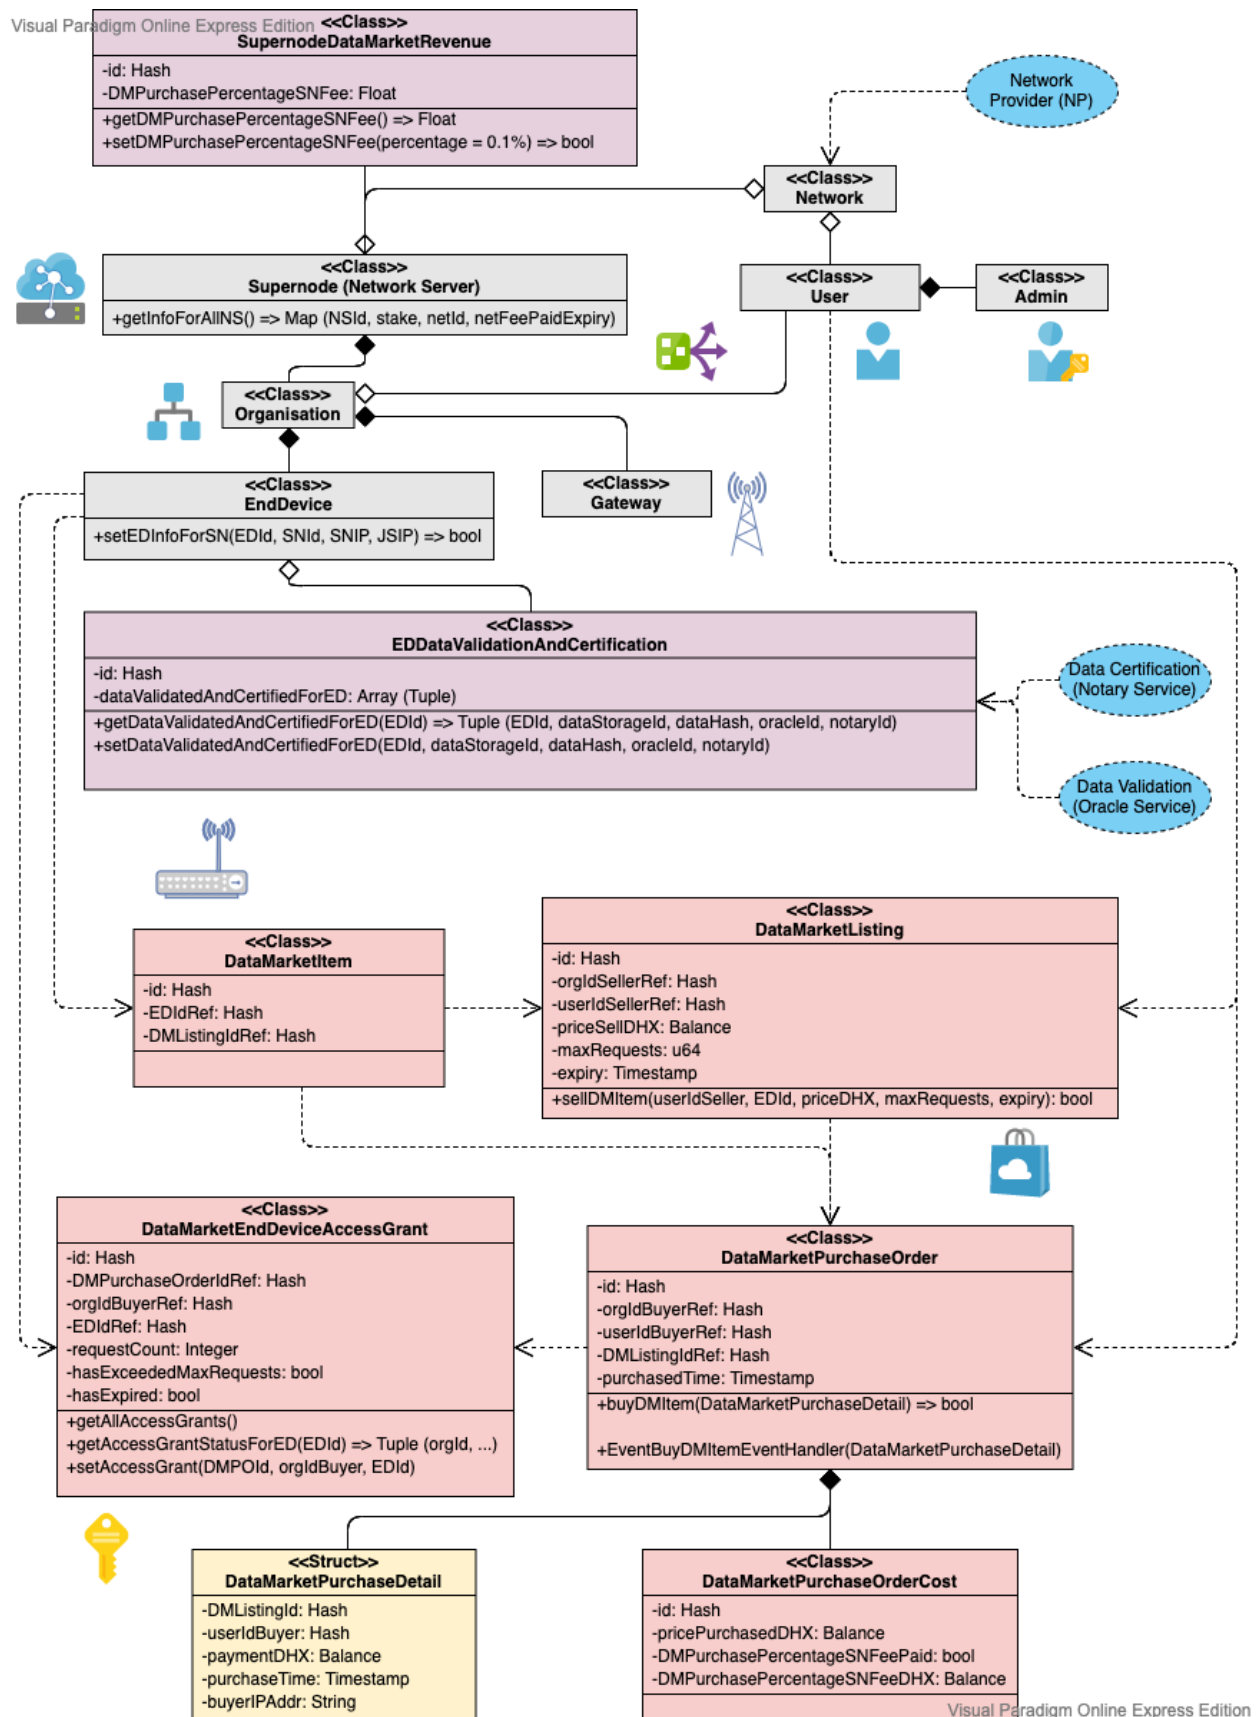 Visual Paradigm Online Express Edition
<<Class>>
SupernodeDataMarketRevenue
-id: Hash
-DMPurchasePercentageSNFee: Float
+getDMPurchasePercentageSNFee() => Float
+setDMPurchasePercentageSNFee(percentage = 0.1%) => bool
Network
Provider (NP)
<<Class>>
Network
<<Class>>
Supernode (Network Server)
+getInfoForAllNS() => Map (NSId, stake, netId, netFeePaidExpiry)
<<Class>>
User
<<Class>>
Admin
<<Class>>
Organisation
<<Class>>
EndDevice
+setEDInfoForSN(EDId, SNId, SNIP, JSIP) => bool
<<Class>>
Gateway
<<Class>>
EDDataValidationAndCertification
-id: Hash
-dataValidatedAndCertifiedForED: Array (Tuple)
+getDataValidatedAndCertifiedForED(EDId) => Tuple (EDId, dataStorageId, dataHash, oracleId, notaryId)
+setDataValidatedAndCertifiedForED(EDId, dataStorageId, dataHash, oracleId, notaryId)
Data Certification
(Notary Service)
Data Validation
(Oracle Service)
<<Class>>
DataMarketItem
-id: Hash
-EDIdRef: Hash
-DMListingIdRef: Hash
<<Class>>
DataMarketListing
-id: Hash
-orgIdSellerRef: Hash
-userIdSellerRef: Hash
-priceSellDHX: Balance
-maxRequests: u64
-expiry: Timestamp
+sellDMItem(userIdSeller, EDId, priceDHX, maxRequests, expiry): bool
<<Class>>
DataMarketEndDeviceAccessGrant
-id: Hash
-DMPurchaseOrderIdRef: Hash
-orgIdBuyerRef: Hash
-EDIdRef: Hash
-requestCount: Integer
-hasExceededMaxRequests: bool
-hasExpired: bool
+getAllAccessGrants()
+getAccessGrantStatusForED(EDId) => Tuple (orgId, ...)
+setAccessGrant(DMPOId, orgIdBuyer, EDId)
<<Class>>
DataMarketPurchaseOrder
-id: Hash
-orgIdBuyerRef: Hash
-userIdBuyerRef: Hash
-DMListingIdRef: Hash
-purchasedTime: Timestamp
+buyDMItem(DataMarketPurchaseDetail) => bool
+EventBuyDMItemEventHandler(DataMarketPurchaseDetail)
<<Struct>>
DataMarketPurchaseDetail
-DMListingId: Hash
-userIdBuyer: Hash
-paymentDHX: Balance
-purchaseTime: Timestamp
-buyerIPAddr: String
<<Class>>
DataMarketPurchaseOrderCost
-id: Hash
-pricePurchasedDHX: Balance
-DMPurchasePercentageSNFeePaid: bool
-DMPurchasePercentageSNFeeDHX: Balance
Visual Paradigm Online Express Edition